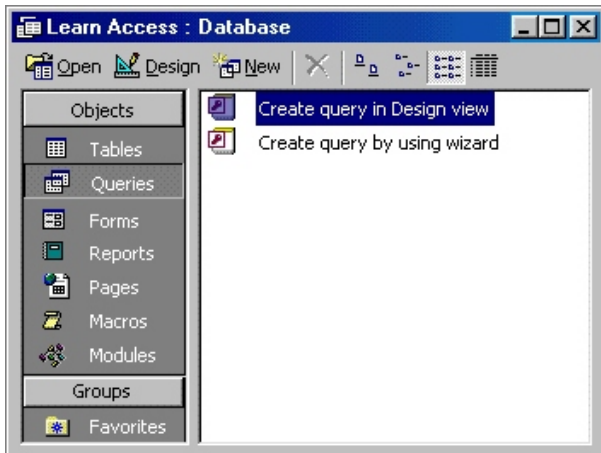 Learn Access : Database
Open Design New
Objects
Tables
Queries
Forms
Reports
Pages
Macros
Modules
Groups
Favorites
Create query in Design view
Create query by using wizard